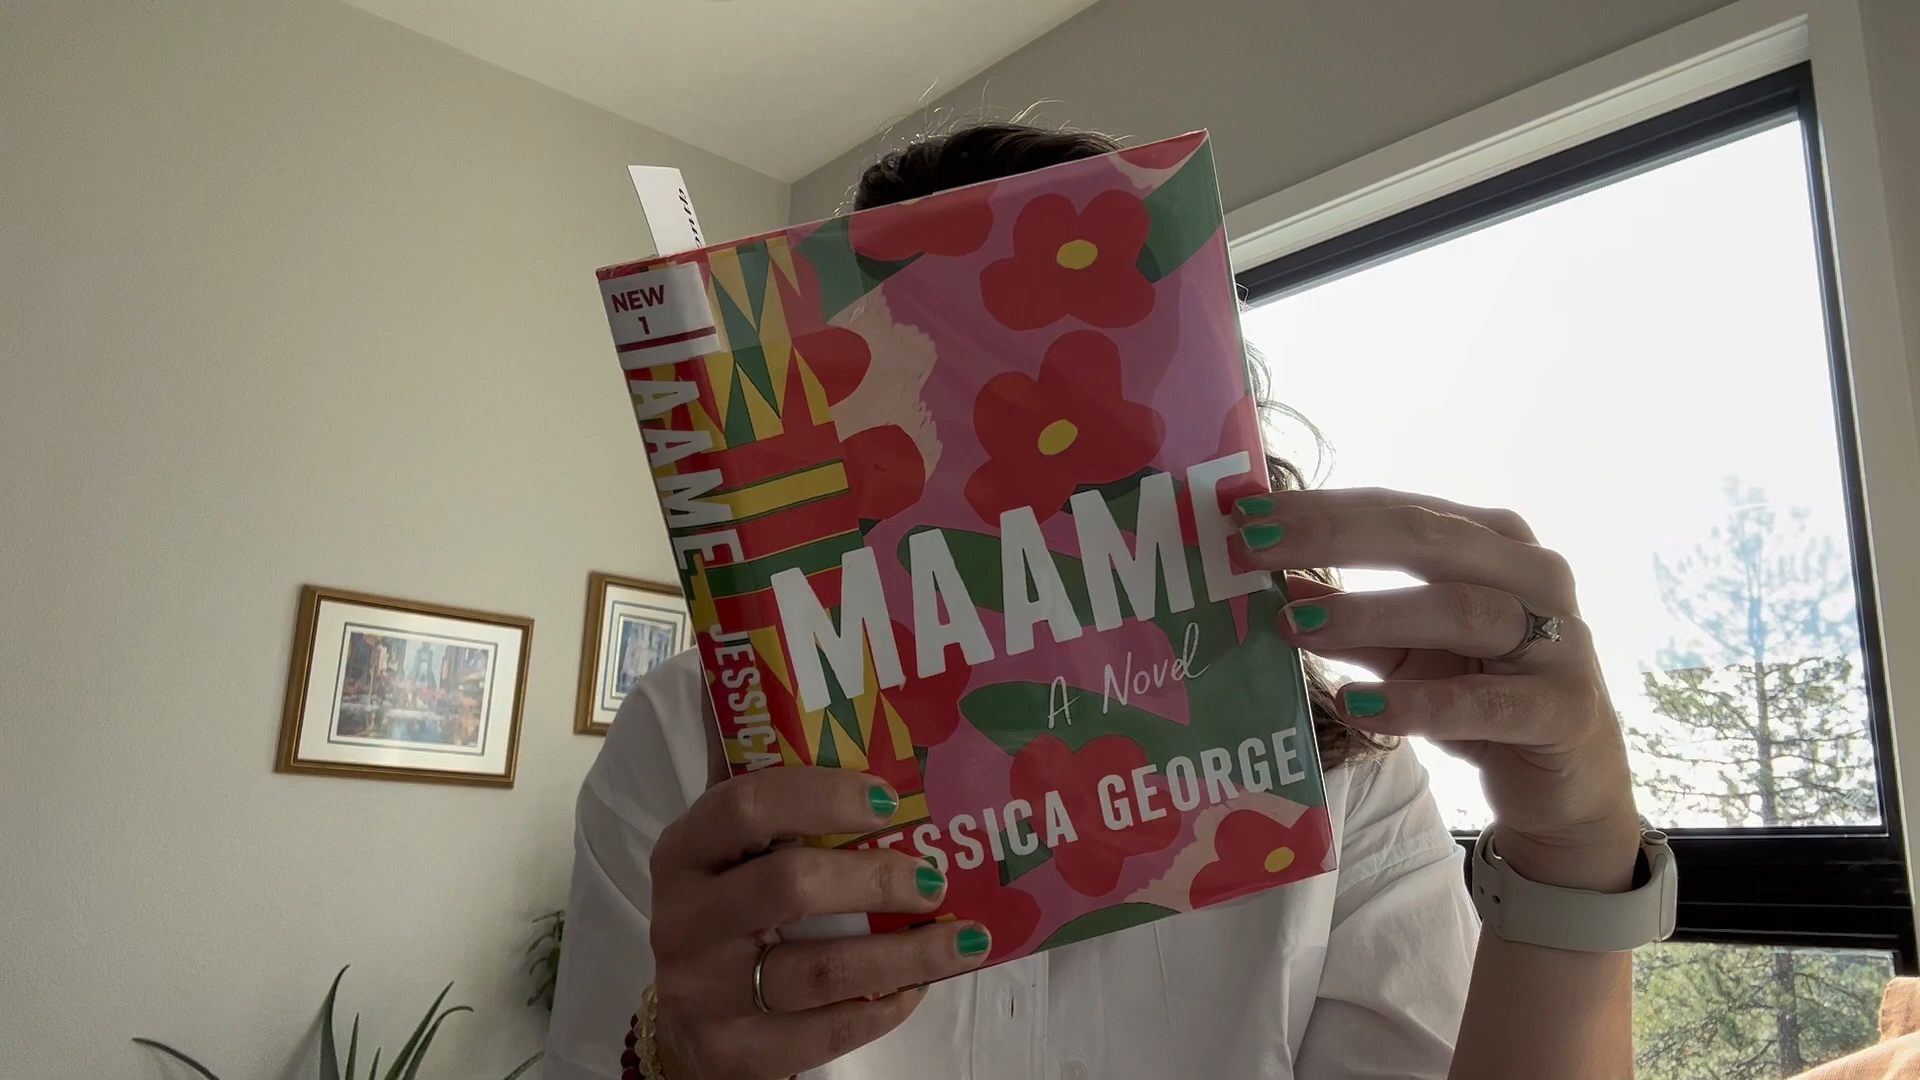 NEW
1
MAAME
JESSICA
MAAME
A Novel
JESSICA GEORGE